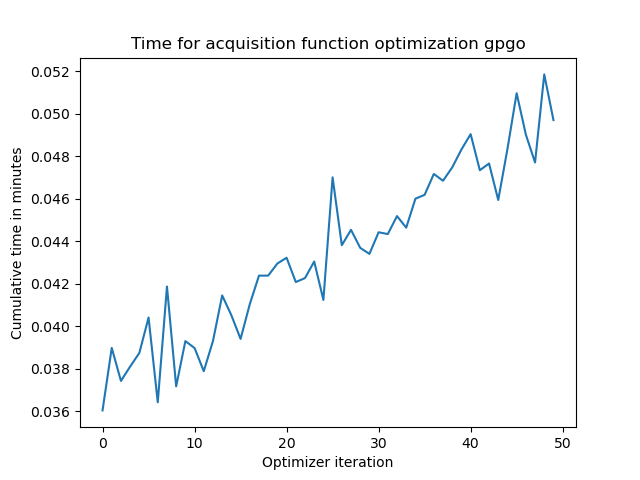 Time for acquisition function optimization gpgo
0.052
0.050
0.048
0.046
0.044
0.042
0.040
0.038
0.036
Cumulative time in minutes
0 10 20 30 40 50
Optimizer iteration